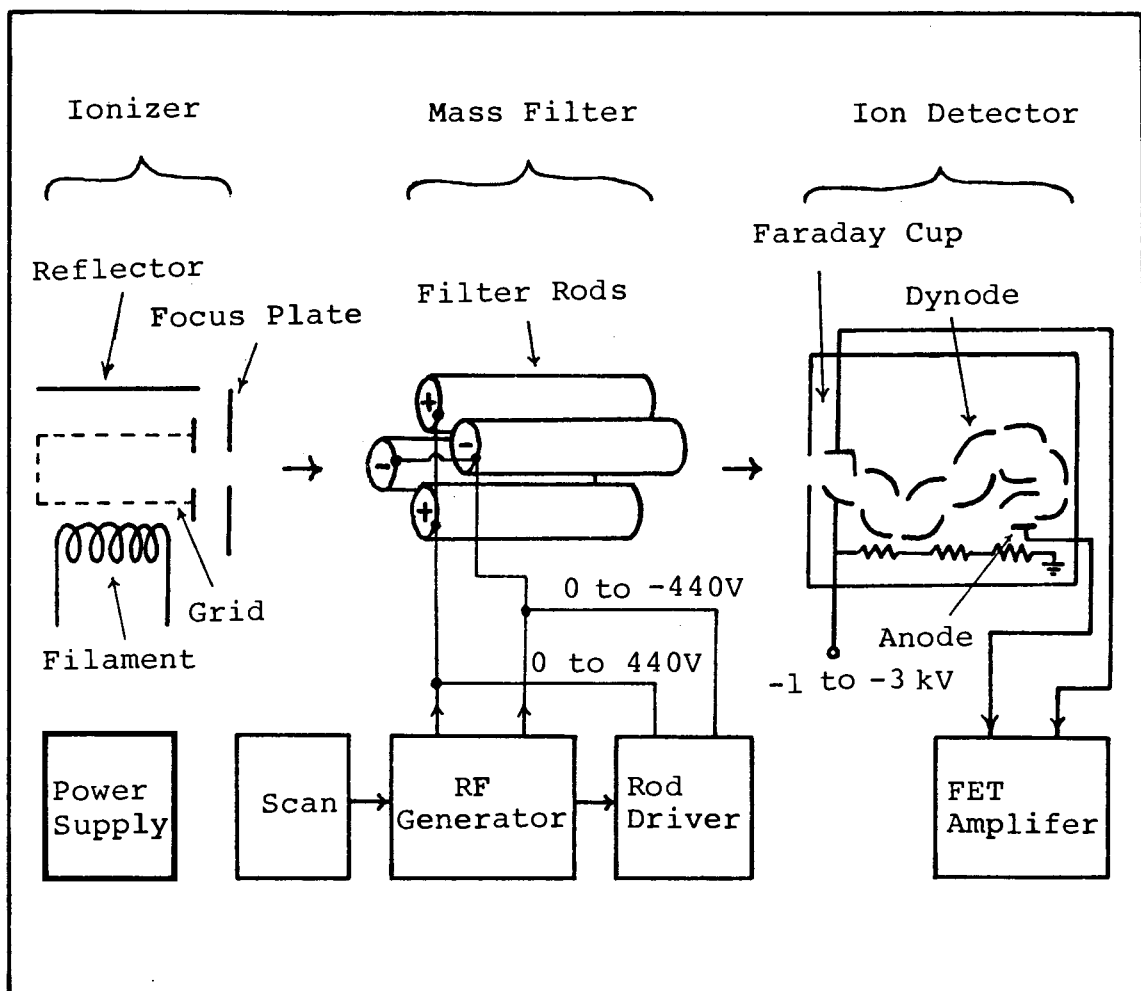 Ionizer
Mass Filter
Ion Detector
Faraday Cup
Reflector
Filter Rods
Dynode
Focus Plate
+
-
-
+
0 to -440V
Grid
Anode
Filament
0 to 440V
-1 to -3 kV
Power
Supply
Scan
RF
Generator
Rod
Driver
FET
Amplifer